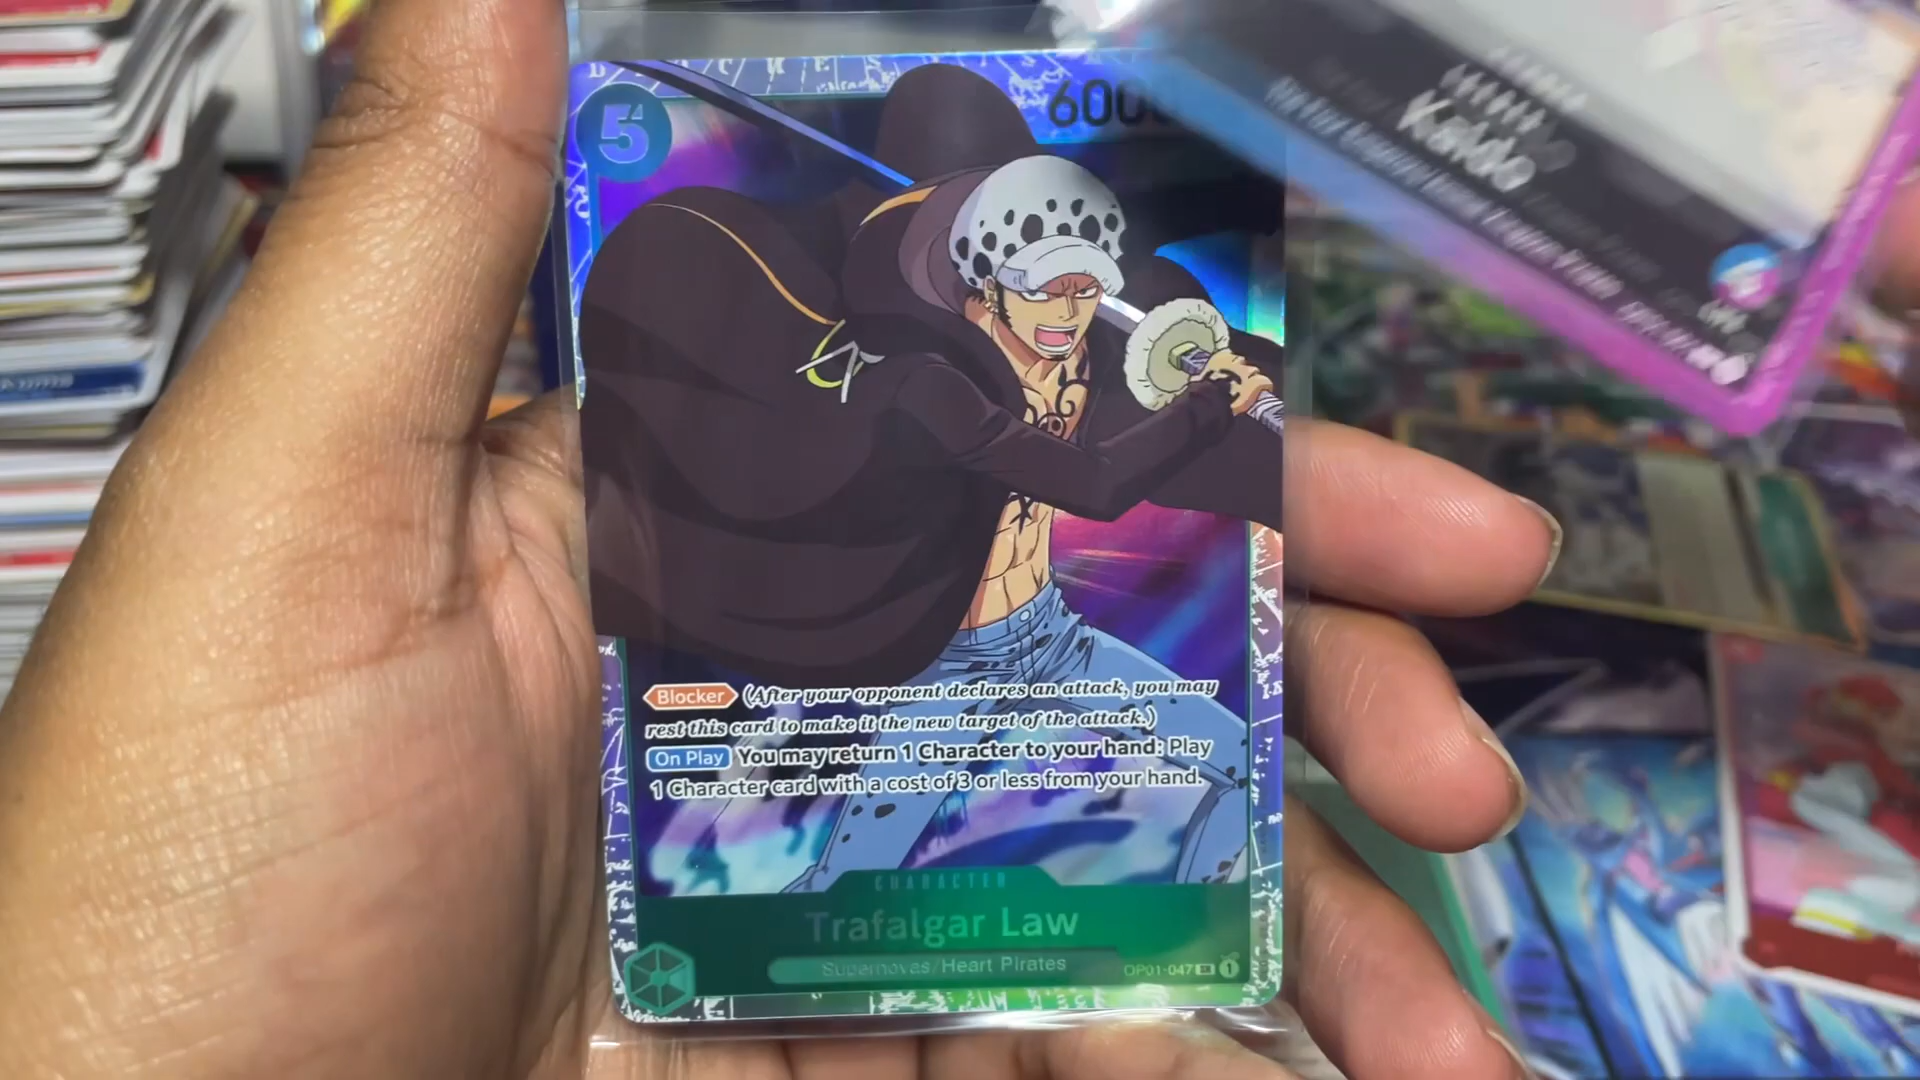 5
6000
Kaido
Blocker (After your opponent declares an attack, you may
rest this card to make it the new target of the attack.)
On Play You may return 1 Character to your hand: Play
1 Character card with a cost of 3 or less from your hand.
CHARACTER
Trafalgar Law
Supernovas/Heart Pirates
OP01-047 SR 1